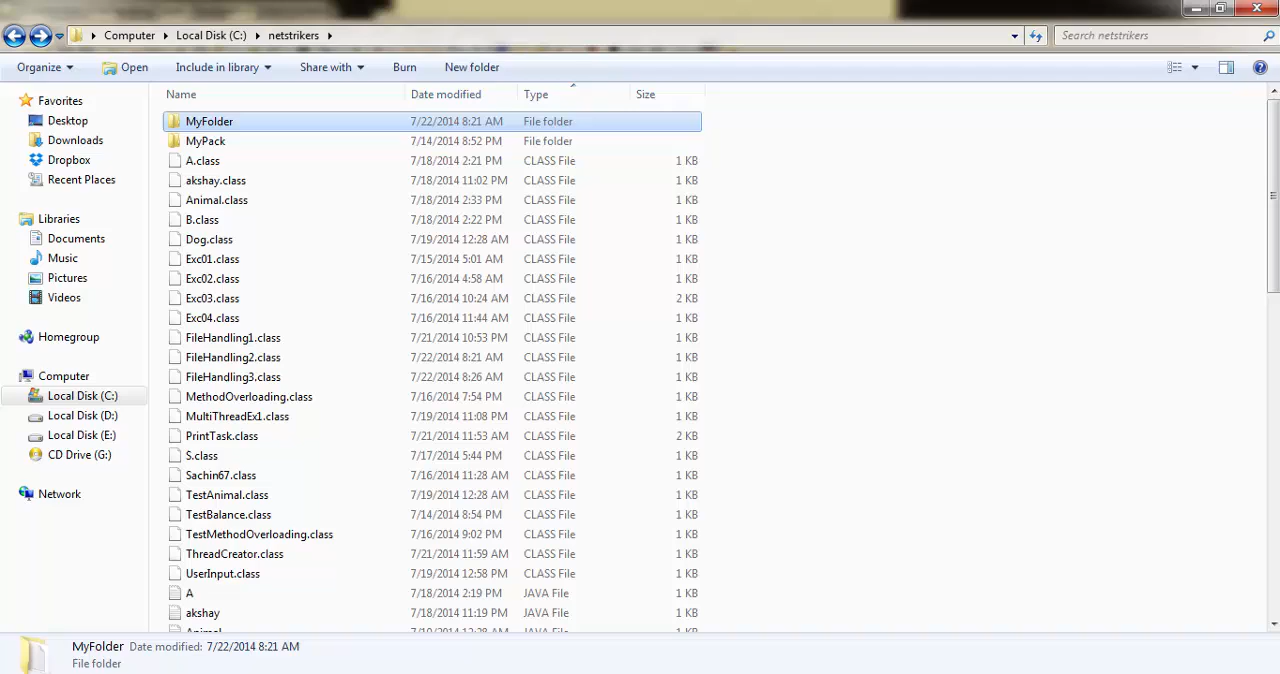 Computer Local Disk (C:) netstrikers Search netstrikers
Organize Open Include in library Share with Burn New folder
Favorites
Desktop
Downloads
Dropbox
Recent Places
Libraries
Documents
Music
Pictures
Videos
Homegroup
Computer
Local Disk (C:)
Local Disk (D:)
Local Disk (E:)
CD Drive (G:)
Network
Name Date modified Type Size
MyFolder 7/22/2014 8:21 AM File folder
MyPack 7/14/2014 8:52 PM File folder
A.class 7/18/2014 2:21 PM CLASS File 1 KB
akshay.class 7/18/2014 11:02 PM CLASS File 1 KB
Animal.class 7/18/2014 2:33 PM CLASS File 1 KB
B.class 7/18/2014 2:22 PM CLASS File 1 KB
Dog.class 7/19/2014 12:28 AM CLASS File 1 KB
Exc01.class 7/15/2014 5:01 AM CLASS File 1 KB
Exc02.class 7/16/2014 4:58 AM CLASS File 1 KB
Exc03.class 7/16/2014 10:24 AM CLASS File 2 KB
Exc04.class 7/16/2014 11:44 AM CLASS File 1 KB
FileHandling1.class 7/21/2014 10:53 PM CLASS File 1 KB
FileHandling2.class 7/22/2014 8:21 AM CLASS File 1 KB
FileHandling3.class 7/22/2014 8:26 AM CLASS File 1 KB
MethodOverloading.class 7/16/2014 7:54 PM CLASS File 1 KB
MultiThreadEx1.class 7/19/2014 11:08 PM CLASS File 1 KB
PrintTask.class 7/21/2014 11:53 AM CLASS File 2 KB
S.class 7/17/2014 5:44 PM CLASS File 1 KB
Sachin67.class 7/16/2014 11:28 AM CLASS File 1 KB
TestAnimal.class 7/19/2014 12:28 AM CLASS File 1 KB
TestBalance.class 7/14/2014 8:54 PM CLASS File 1 KB
TestMethodOverloading.class 7/16/2014 9:02 PM CLASS File 1 KB
ThreadCreator.class 7/21/2014 11:59 AM CLASS File 1 KB
UserInput.class 7/19/2014 12:58 PM CLASS File 1 KB
A 7/18/2014 2:19 PM JAVA File 1 KB
akshay 7/18/2014 11:19 PM JAVA File 1 KB
MyFolder Date modified: 7/22/2014 8:21 AM
File folder